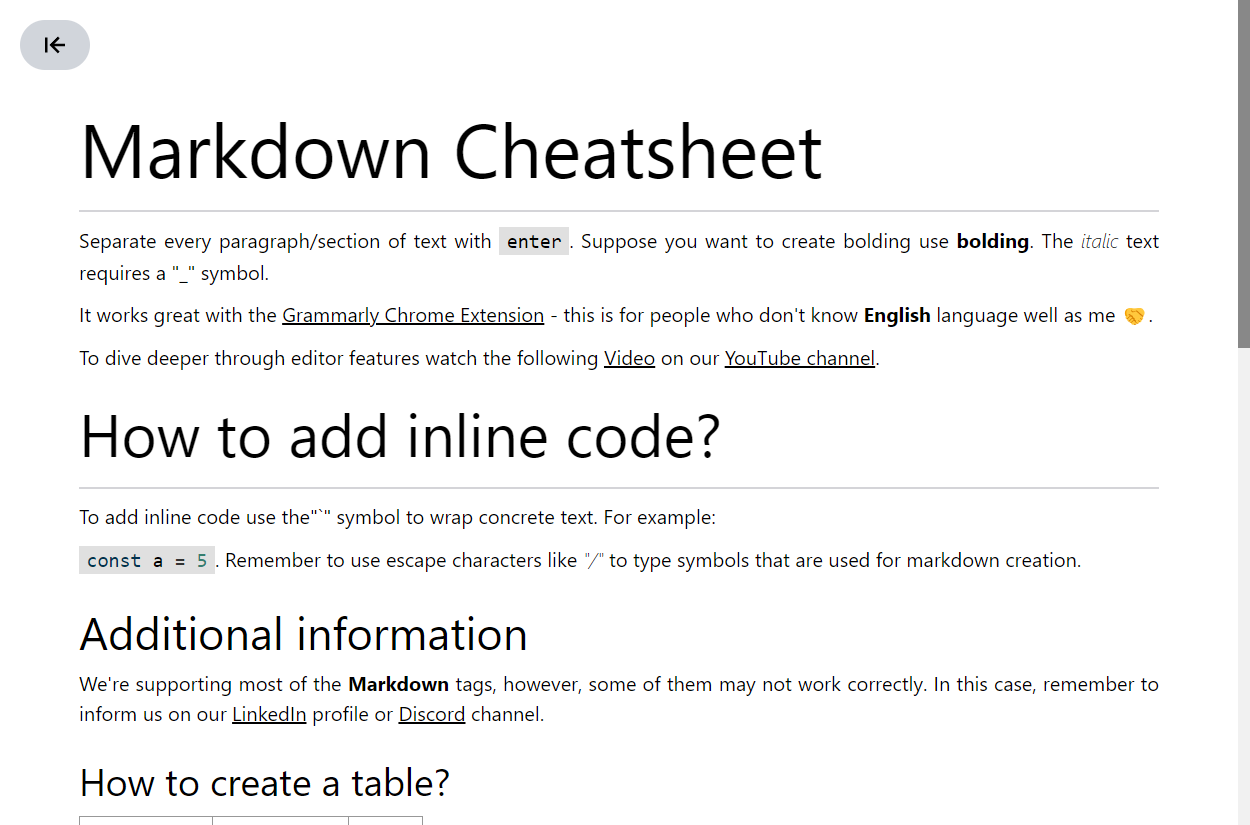 Markdown Cheatsheet
Separate every paragraph/section of text with enter. Suppose you want to create bolding use bolding. The italic text
requires a "_" symbol.
It works great with the Grammarly Chrome Extension - this is for people who don't know English language well as me 🤝.
To dive deeper through editor features watch the following Video on our YouTube channel.
How to add inline code?
To add inline code use the"`" symbol to wrap concrete text. For example:
const a = 5. Remember to use escape characters like "/" to type symbols that are used for markdown creation.
Additional information
We're supporting most of the Markdown tags, however, some of them may not work correctly. In this case, remember to
inform us on our LinkedIn profile or Discord channel.
How to create a table?